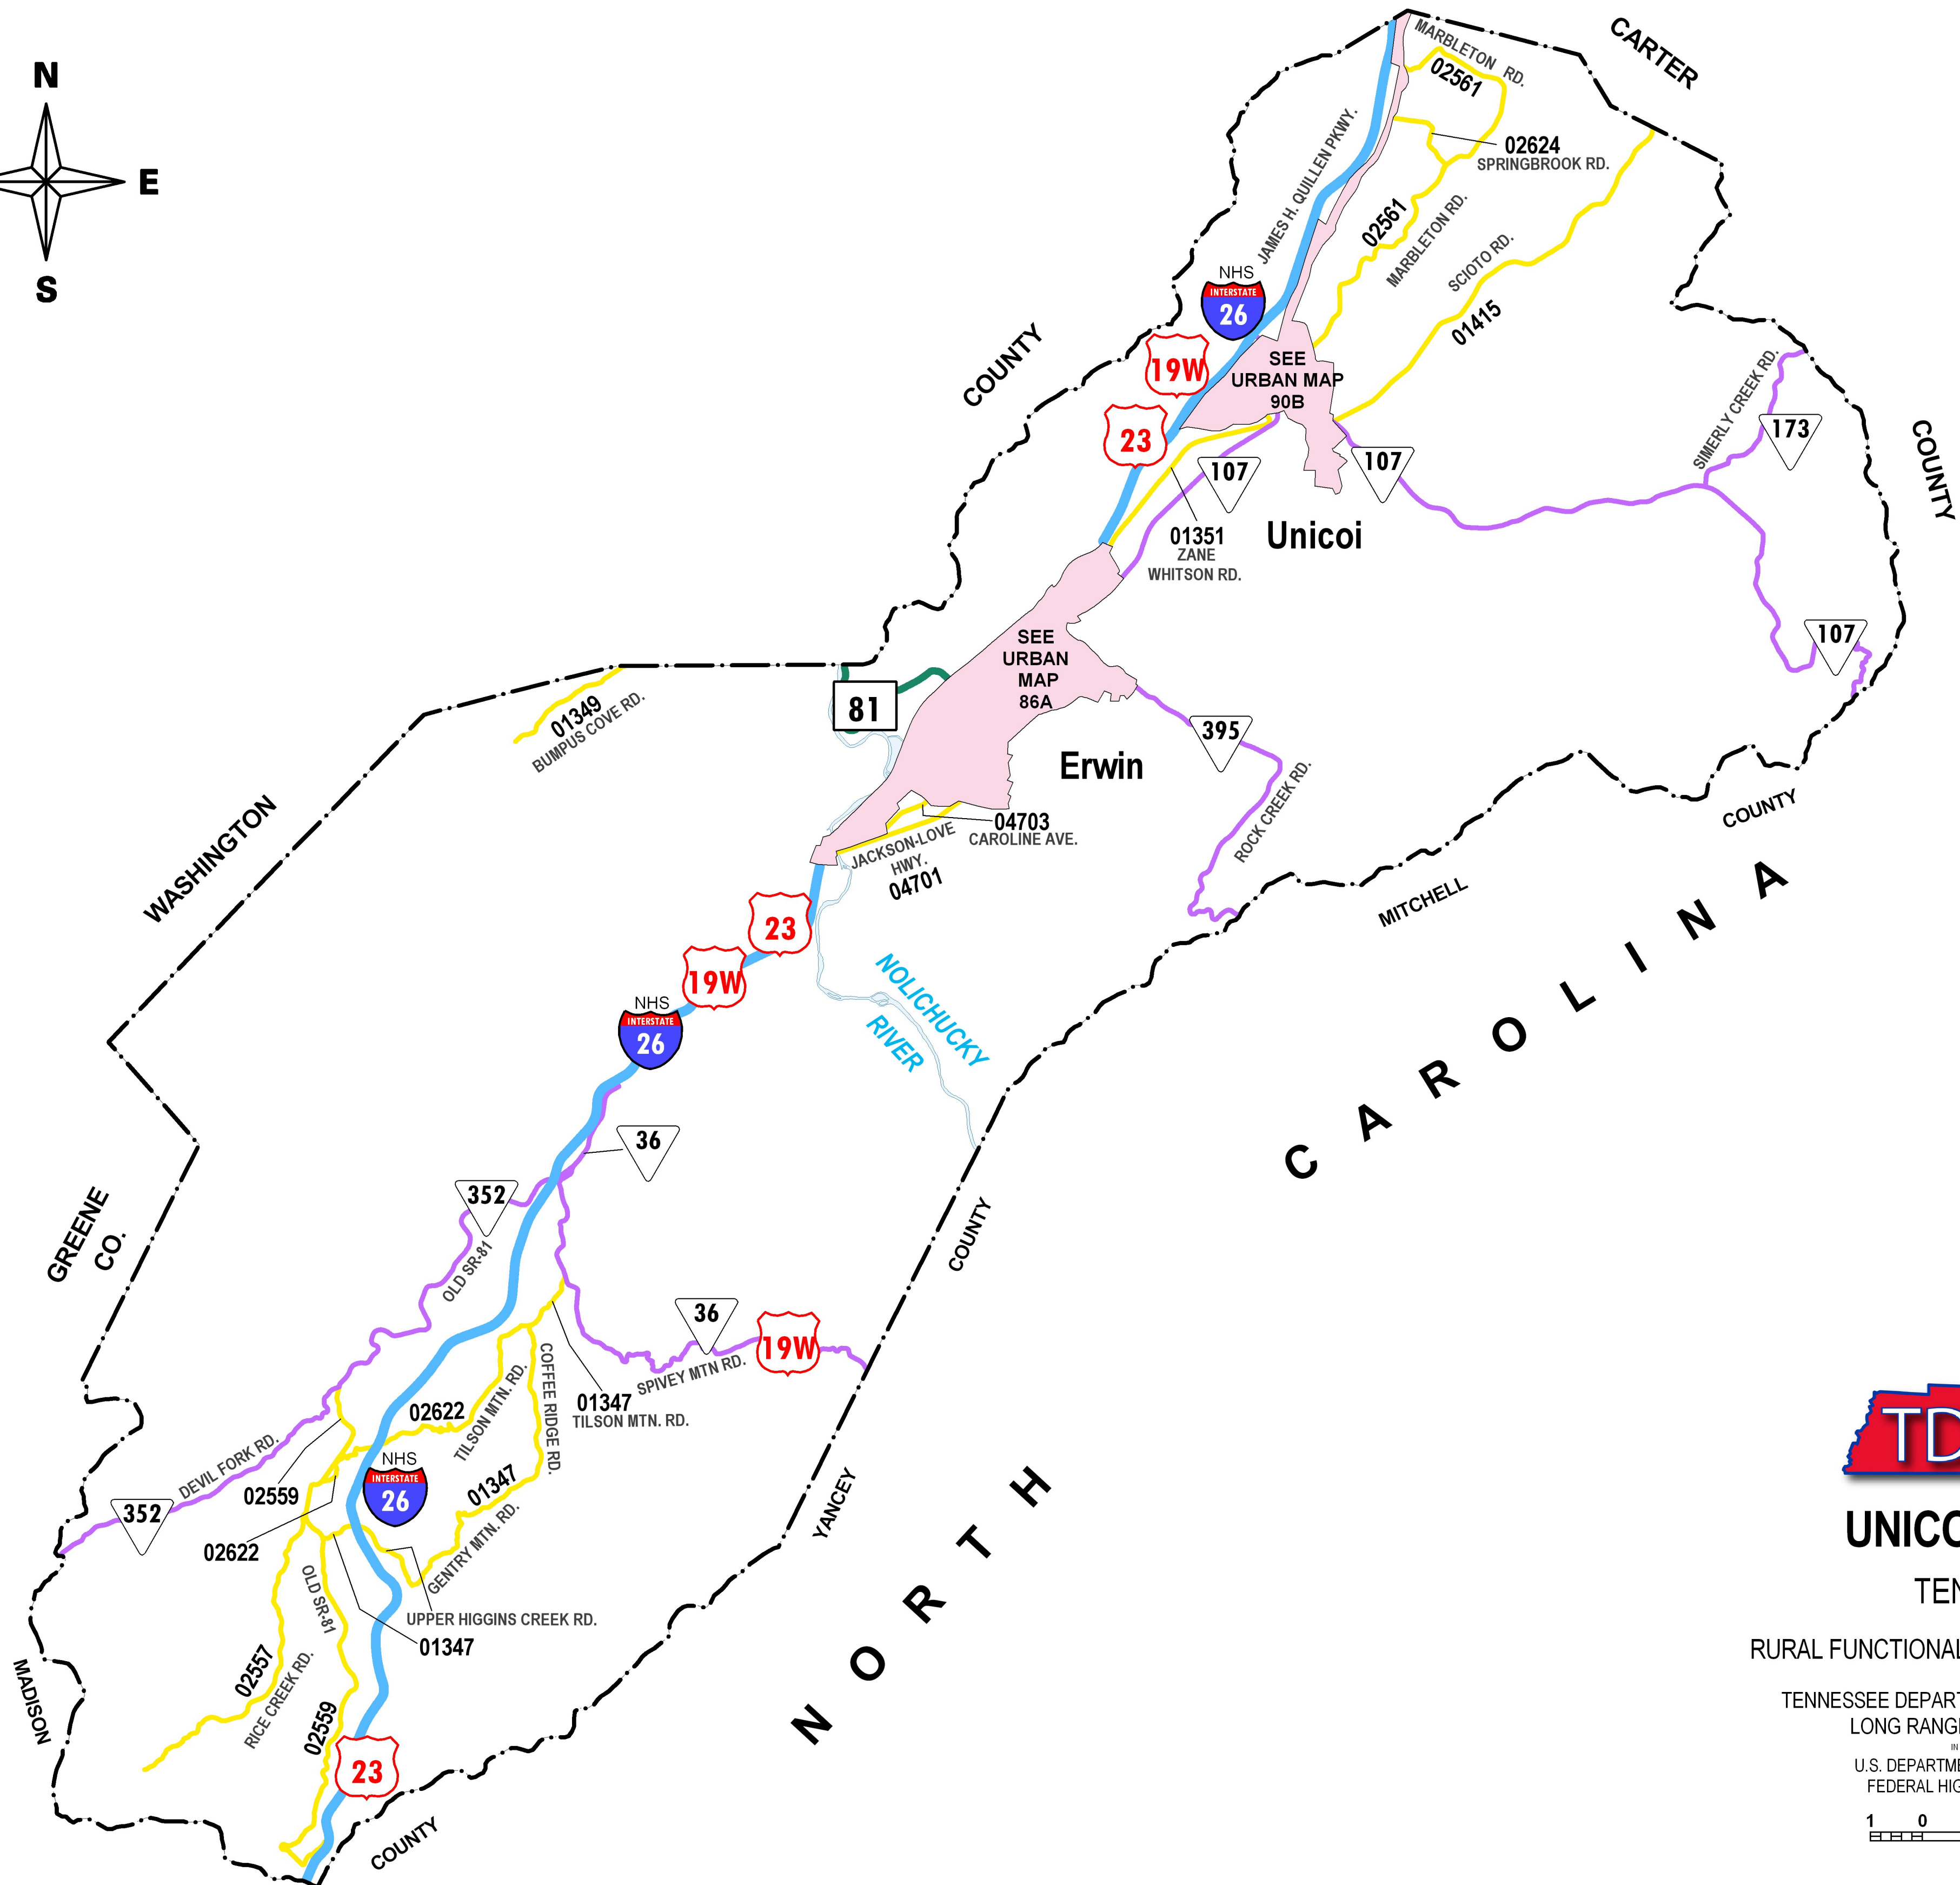 N
E
S
MARBLETON RD.
CARTER
02561
JAMES H. QUILLEN PKWY.
02624
SPRINGBROOK RD.
02561
MARBLETON RD.
SCIOTO RD.
01415
NHS
INTERSTATE
26
COUNTY
19W
SEE
URBAN MAP
90B
23
SIMERLY CREEK RD.
173
COUNTY
107
107
01351
ZANE
WHITSON RD.
Unicoi
107
SEE
URBAN
MAP
86A
81
01349
BUMPUS COVE RD.
395
Erwin
ROCK CREEK RD.
04703
CAROLINE AVE.
JACKSON-LOVE
HWY.
04701
WASHINGTON
COUNTY
MITCHELL
23
19W
NHS
INTERSTATE
26
NOLICHUCKY
RIVER
NORTH CAROLINA
36
352
GREENE
CO.
OLD SR-81
COUNTY
36
19W
SPIVEY MTN RD.
COFFEE RIDGE RD.
01347
TILSON MTN. RD.
02622
TILSON MTN. RD.
DEVIL FORK RD.
NHS
INTERSTATE
26
01347
GENTRY MTN. RD.
YANCEY
02559
352
02622
OLD SR-81
UPPER HIGGINS CREEK RD.
01347
02557
RICE CREEK RD.
MADISON
02559
23
COUNTY
TD
UNICO
TEN
RURAL FUNCTIONAL
TENNESSEE DEPART
LONG RANG
IN
U.S. DEPARTME
FEDERAL HIG
1 0